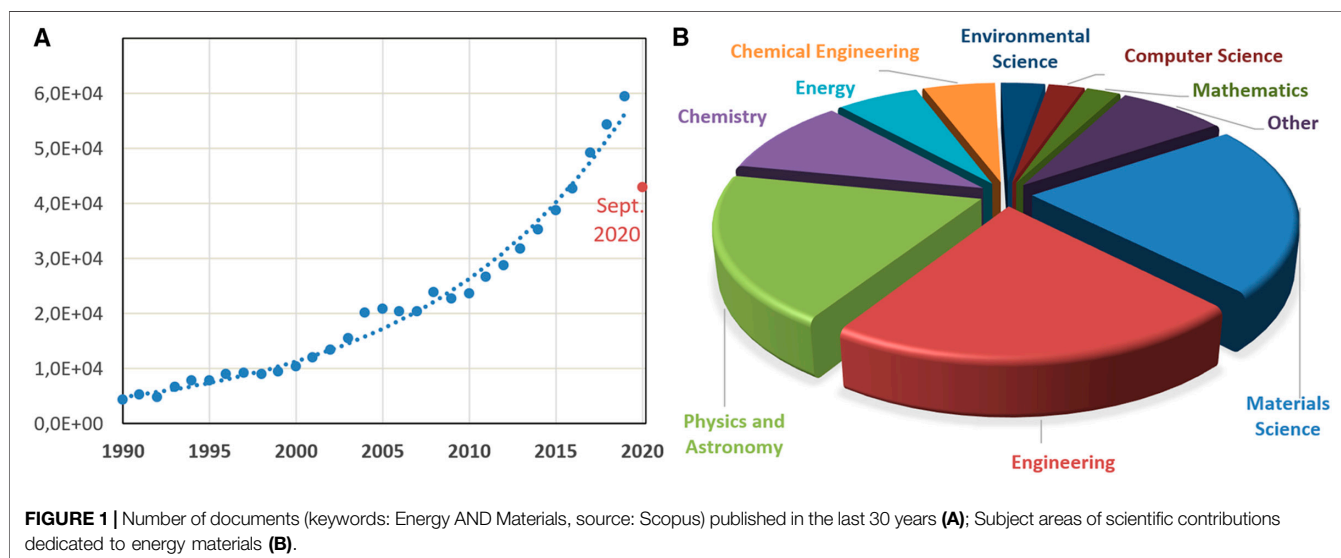 A
6,0E+04
5,0E+04
4,0E+04
3,0E+04
2,0E+04
1,0E+04
0,0E+00
1990 1995 2000 2005 2010 2015 2020
Sept.
2020
B
Environmental
Science
Chemical Engineering
Computer Science
Energy
Mathematics
Chemistry
Other
Physics and
Astronomy
Materials
Science
Engineering
FIGURE 1 | Number of documents (keywords: Energy AND Materials, source: Scopus) published in the last 30 years (A); Subject areas of scientific contributions
dedicated to energy materials (B).